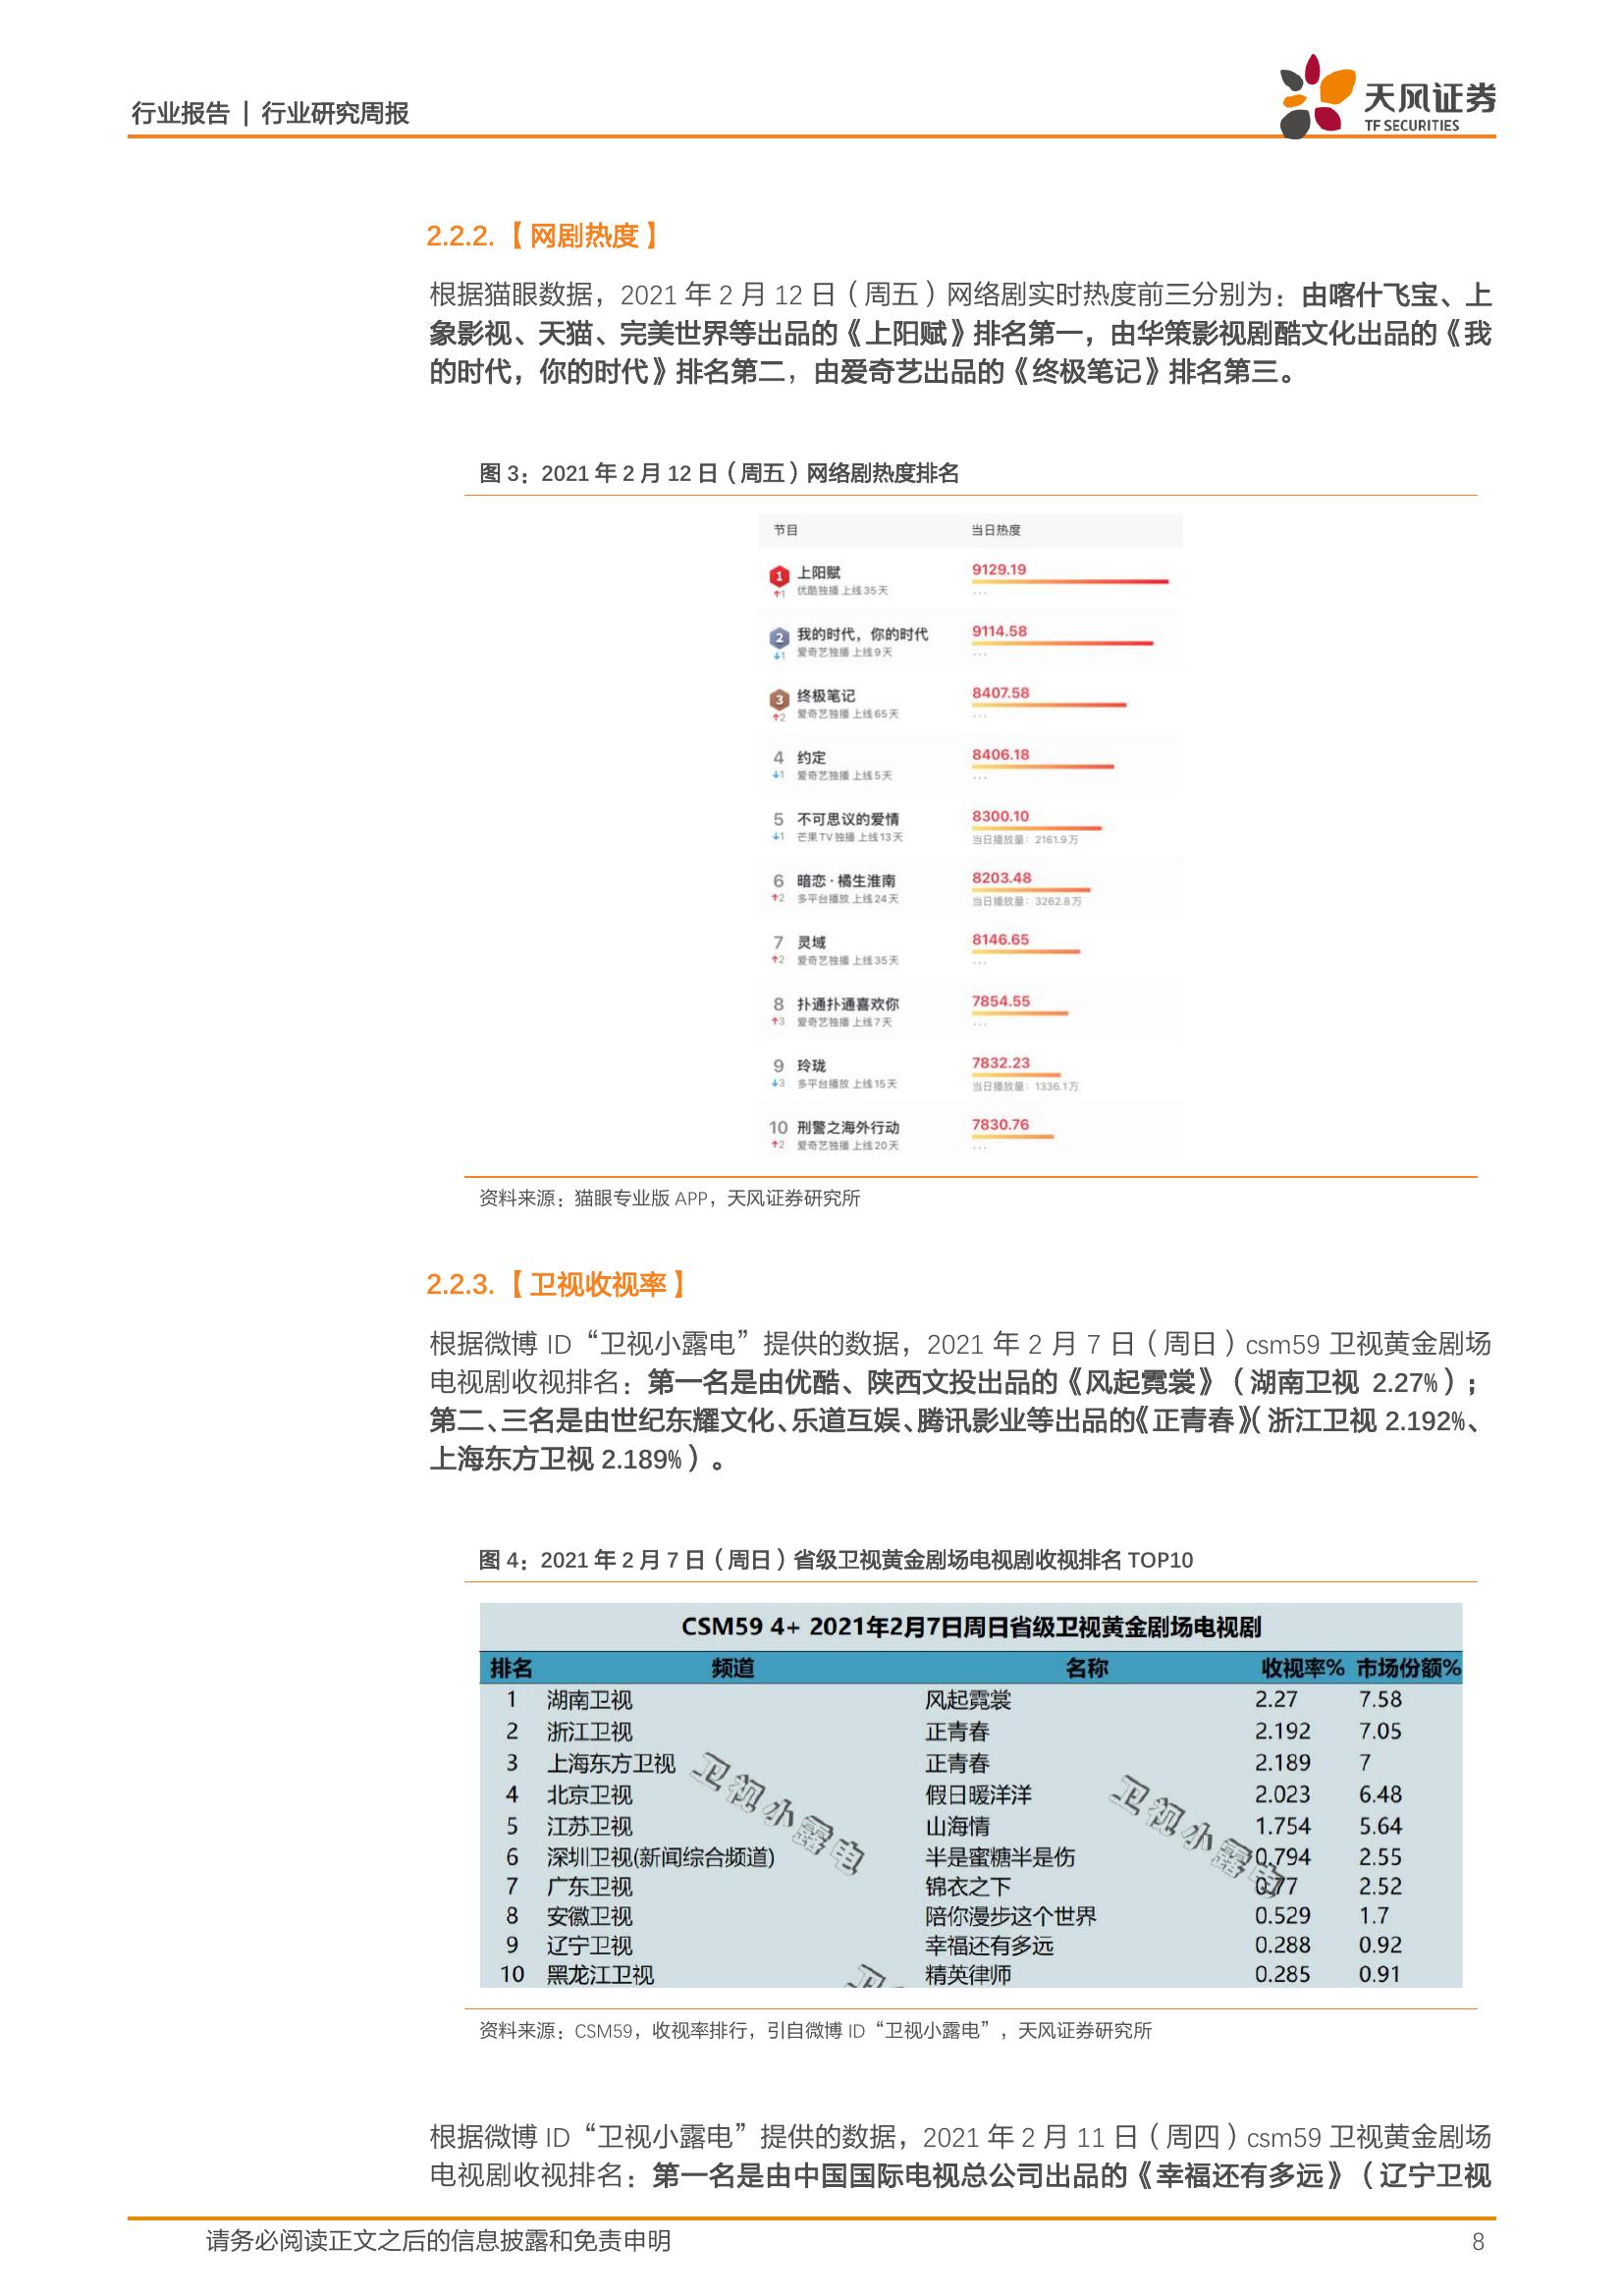 行业报告 | 行业研究周报
天风证券
TF SECURITIES
2.2.2.【网剧热度】
根据猫眼数据，2021 年 2 月 12 日（周五）网络剧实时热度前三分别为：由喀什飞宝、上
象影视、天猫、完美世界等出品的《上阳赋》排名第一，由华策影视剧酷文化出品的《我
的时代，你的时代》排名第二，由爱奇艺出品的《终极笔记》排名第三。
图 3：2021 年 2 月 12 日（周五）网络剧热度排名
节目 当日热度
1 上阳赋 9129.19
↑1 优酷独播 上线35天 ...
2 我的时代，你的时代 9114.58
↓1 爱奇艺独播 上线9天 ...
3 终极笔记 8407.58
↑2 爱奇艺独播 上线65天 ...
4 约定 8406.18
↓1 爱奇艺独播 上线5天 ...
5 不可思议的爱情 8300.10
↓1 芒果TV独播 上线13天 当日播放量：2161.9万
6 暗恋·橘生淮南 8203.48
↑2 多平台播放 上线24天 当日播放量：3262.8万
7 灵域 8146.65
↑2 爱奇艺独播 上线35天 ...
8 扑通扑通喜欢你 7854.55
↑3 爱奇艺独播 上线7天 ...
9 玲珑 7832.23
↓3 多平台播放 上线15天 当日播放量：1336.1万
10 刑警之海外行动 7830.76
↑2 爱奇艺独播 上线20天 ...
资料来源：猫眼专业版 APP，天风证券研究所
2.2.3.【卫视收视率】
根据微博 ID“卫视小露电”提供的数据，2021 年 2 月 7 日（周日）csm59 卫视黄金剧场
电视剧收视排名：第一名是由优酷、陕西文投出品的《风起霓裳》（湖南卫视 2.27%）；
第二、三名是由世纪东耀文化、乐道互娱、腾讯影业等出品的《正青春》（浙江卫视 2.192%、
上海东方卫视 2.189%）。
图 4：2021 年 2 月 7 日（周日）省级卫视黄金剧场电视剧收视排名 TOP10
CSM59 4+ 2021年2月7日周日省级卫视黄金剧场电视剧
排名 频道 名称 收视率% 市场份额%
1 湖南卫视 风起霓裳 2.27 7.58
2 浙江卫视 正青春 2.192 7.05
3 上海东方卫视 正青春 2.189 7
4 北京卫视 假日暖洋洋 2.023 6.48
5 江苏卫视 山海情 1.754 5.64
6 深圳卫视(新闻综合频道) 半是蜜糖半是伤 0.794 2.55
7 广东卫视 锦衣之下 0.77 2.52
8 安徽卫视 陪你漫步这个世界 0.529 1.7
9 辽宁卫视 幸福还有多远 0.288 0.92
10 黑龙江卫视 精英律师 0.285 0.91
卫视小露电
卫视小露电
卫
资料来源：CSM59，收视率排行，引自微博 ID“卫视小露电”，天风证券研究所
根据微博 ID“卫视小露电”提供的数据，2021 年 2 月 11 日（周四）csm59 卫视黄金剧场
电视剧收视排名：第一名是由中国国际电视总公司出品的《幸福还有多远》（辽宁卫视
请务必阅读正文之后的信息披露和免责申明 8